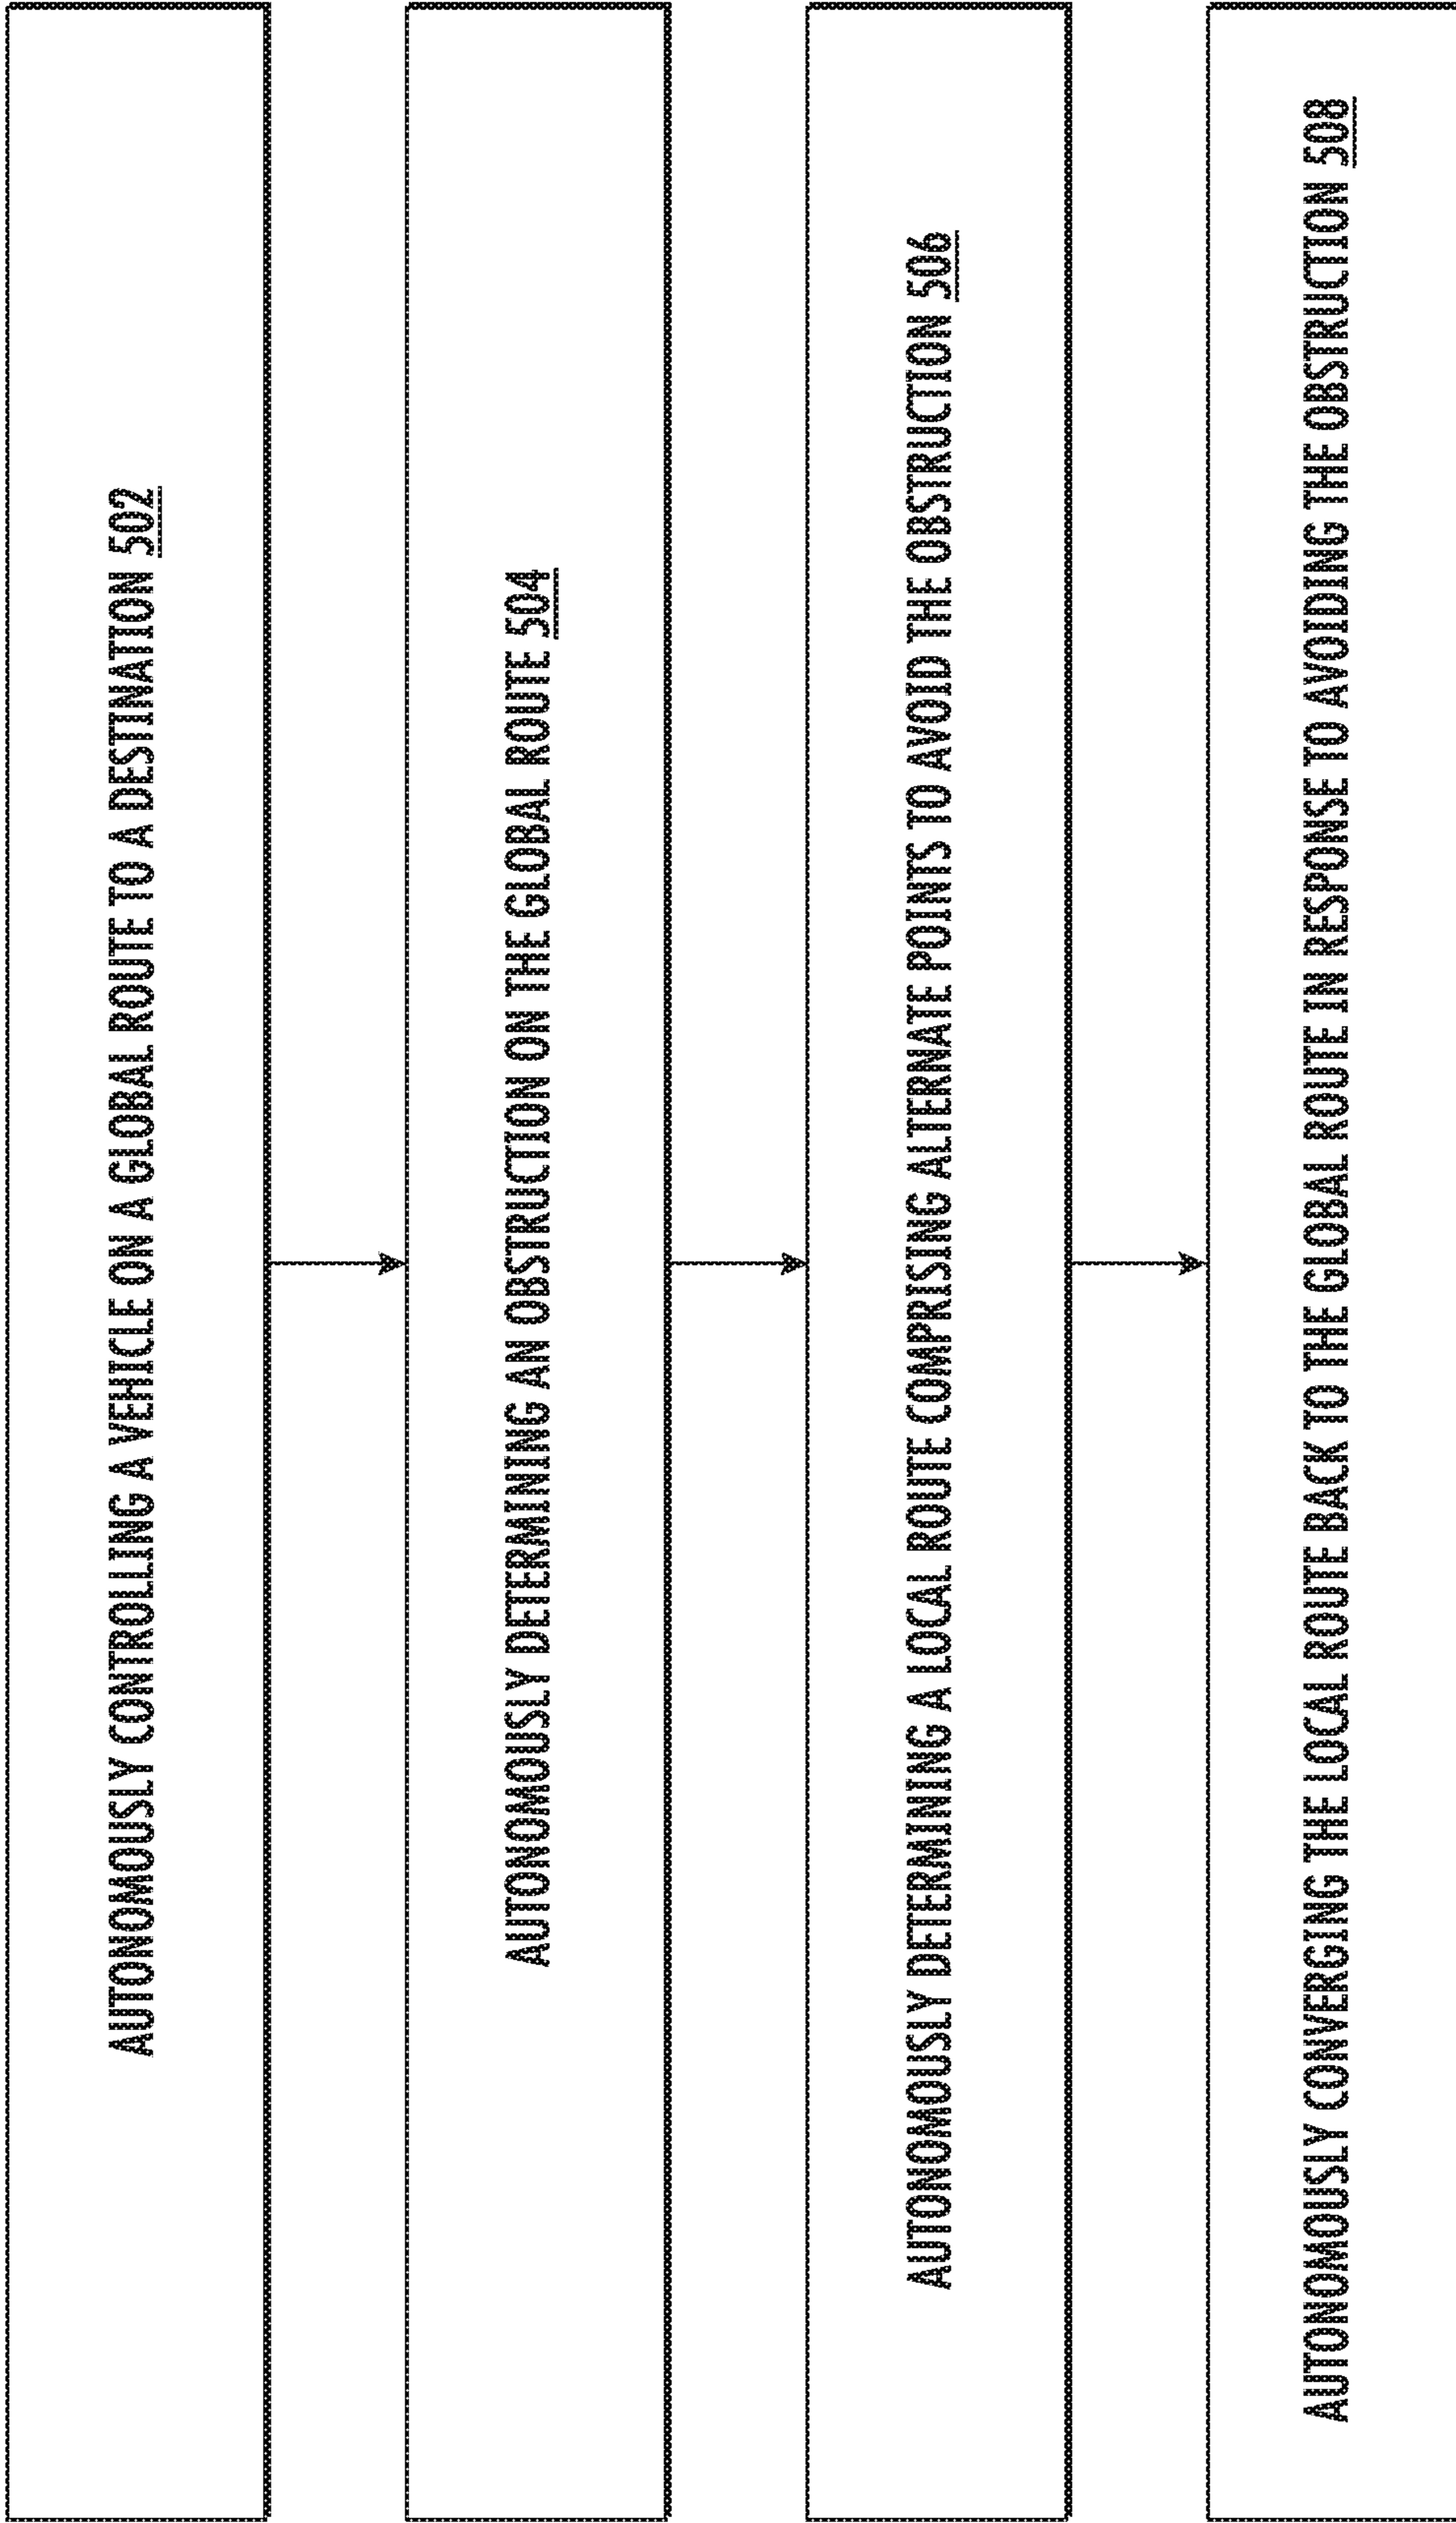 AUTONOMOUSLY CONTROLLING A VEHICLE ON A GLOBAL ROUTE TO A DESTINATION 502
AUTONOMOUSLY DETERMINING AN OBSTRUCTION ON THE GLOBAL ROUTE 504
AUTONOMOUSLY DETERMINING A LOCAL ROUTE COMPRISING ALTERNATE POINTS TO AVOID THE OBSTRUCTION 506
AUTONOMOUSLY CONVERGING THE LOCAL ROUTE BACK TO THE GLOBAL ROUTE IN RESPONSE TO AVOIDING THE OBSTRUCTION 508